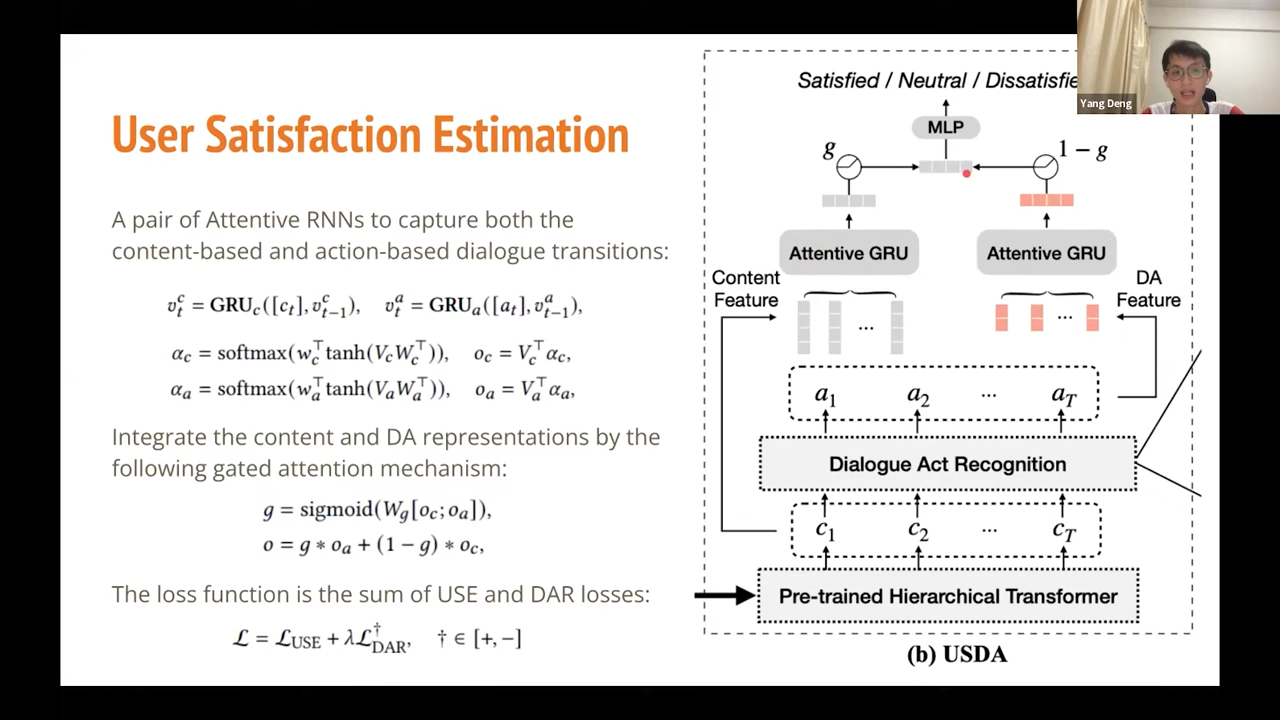 User Satisfaction Estimation
A pair of Attentive RNNs to capture both the
content-based and action-based dialogue transitions:
v_t^c = GRU_c([c_t], v_{t-1}^c), v_t^a = GRU_a([a_t], v_{t-1}^a),
α_c = softmax(w_c^⊤ tanh(V_c W_c^⊤)), o_c = V_c^⊤ α_c,
α_a = softmax(w_a^⊤ tanh(V_a W_a^⊤)), o_a = V_a^⊤ α_a,
Integrate the content and DA representations by the
following gated attention mechanism:
g = sigmoid(W_g[o_c; o_a]),
o = g * o_a + (1 − g) * o_c,
The loss function is the sum of USE and DAR losses:
ℒ = ℒ_USE + λℒ_DAR^†, † ∈ [+, −]
Satisfied / Neutral / Dissatisfie
Yang Deng
MLP
g
1 − g
Attentive GRU
Attentive GRU
Content
Feature
DA
Feature
...
...
a_1 a_2 ... a_T
Dialogue Act Recognition
c_1 c_2 ... c_T
Pre-trained Hierarchical Transformer
(b) USDA